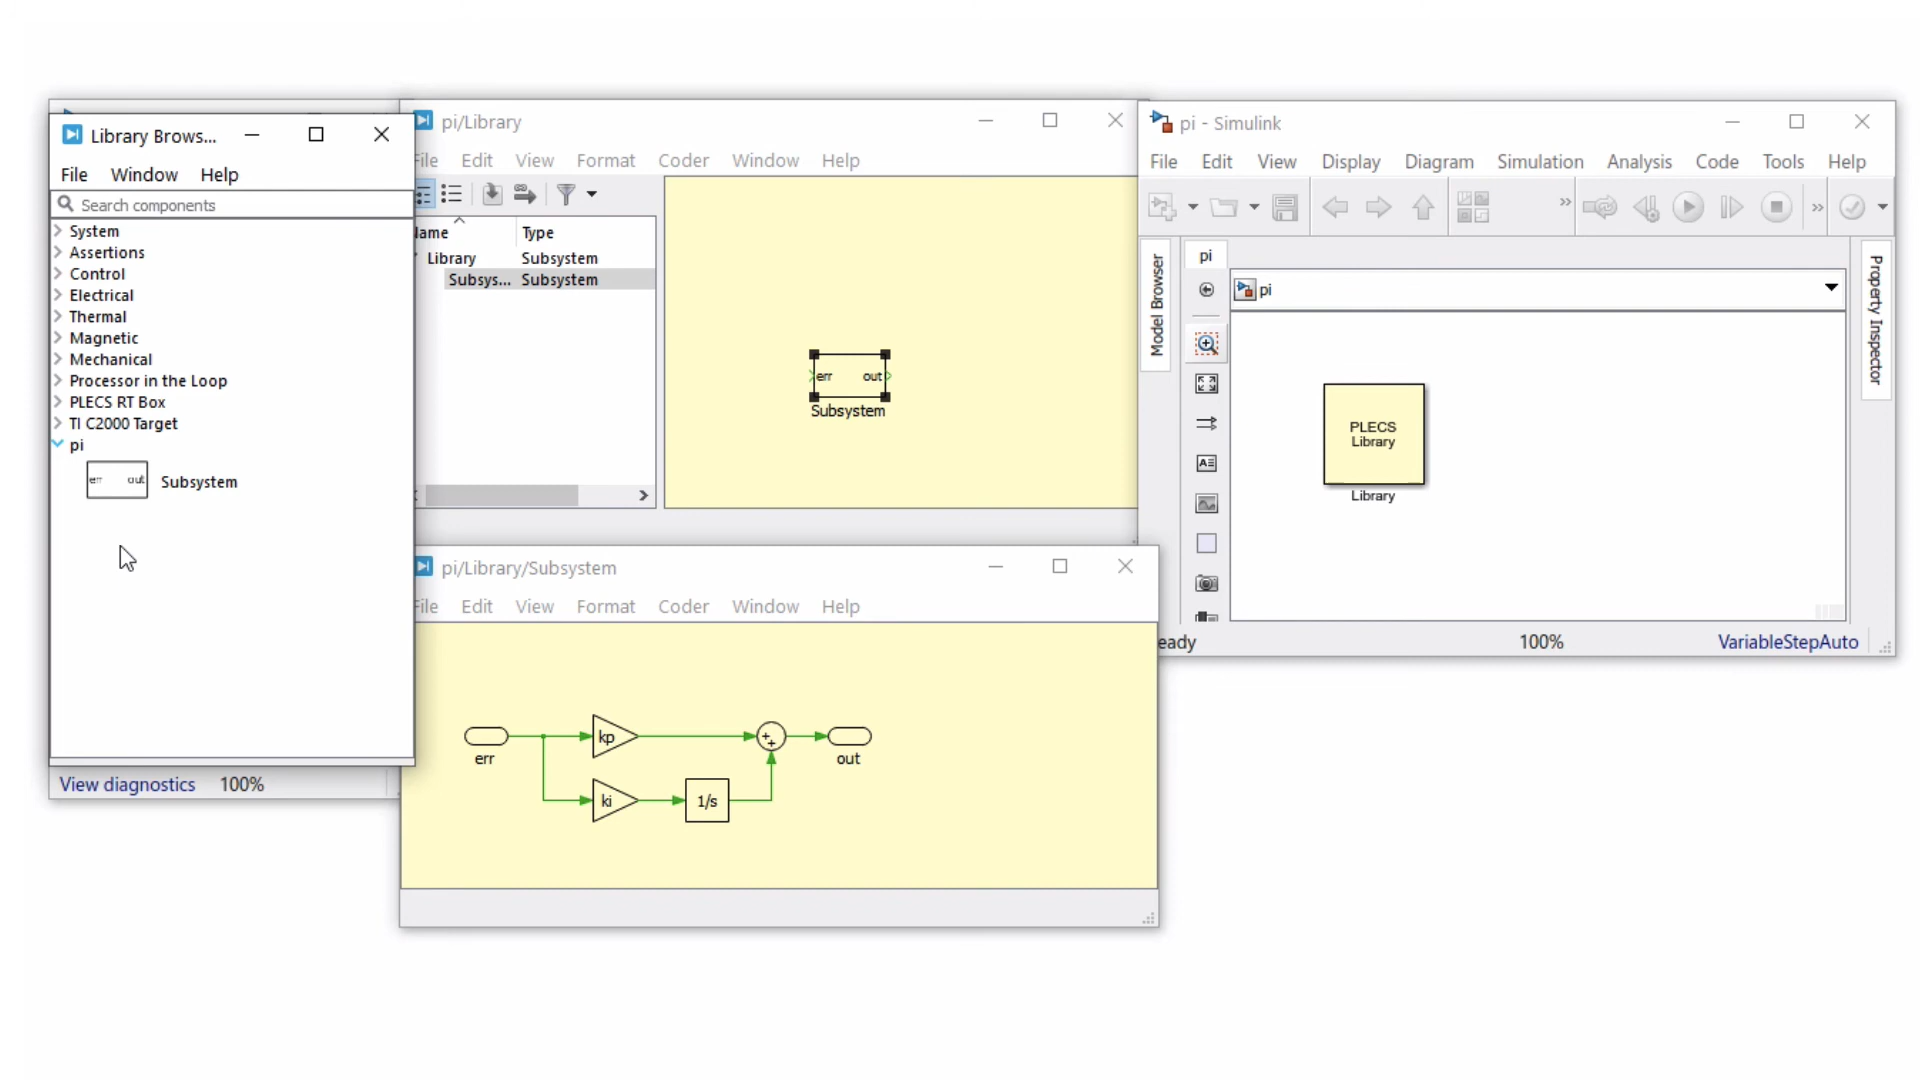 Library Brows...
File Window Help
Search components
System
Assertions
Control
Electrical
Thermal
Magnetic
Mechanical
Processor in the Loop
PLECS RT Box
TI C2000 Target
pi
err out Subsystem
View diagnostics 100%
pi/Library
File Edit View Format Coder Window Help
Name Type
Library Subsystem
Subsys... Subsystem
err out
Subsystem
pi/Library/Subsystem
File Edit View Format Coder Window Help
kp
err
+
+
out
ki
1/s
pi - Simulink
File Edit View Display Diagram Simulation Analysis Code Tools Help
» »
Model Browser
pi
pi
Property Inspector
PLECS
Library
Library
eady 100% VariableStepAuto